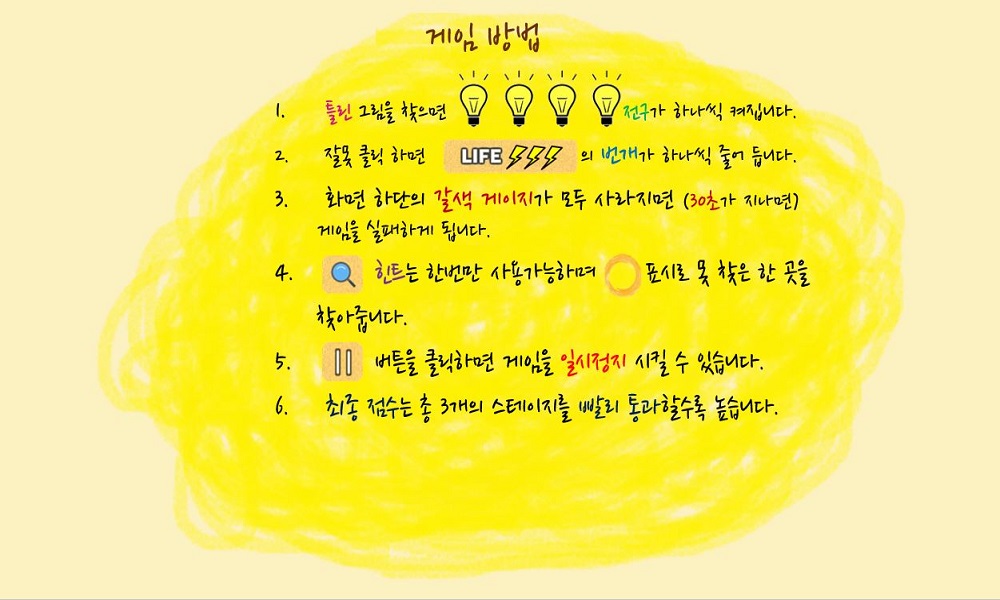 게임 방법
1. 틀린 그림을 찾으면 전구가 하나씩 켜집니다.
2. 잘못 클릭 하면 LIFE 의 번개가 하나씩 줄어 듭니다.
3. 화면 하단의 갈색 게이지가 모두 사라지면 (30초가 지나면)
게임을 실패하게 됩니다.
4. 힌트는 한번만 사용가능하며 표시로 못 찾은 한 곳을
찾아줍니다.
5. 버튼을 클릭하면 게임을 일시정지 시킬 수 있습니다.
6. 최종 점수는 총 3개의 스테이지를 빨리 통과할수록 높습니다.